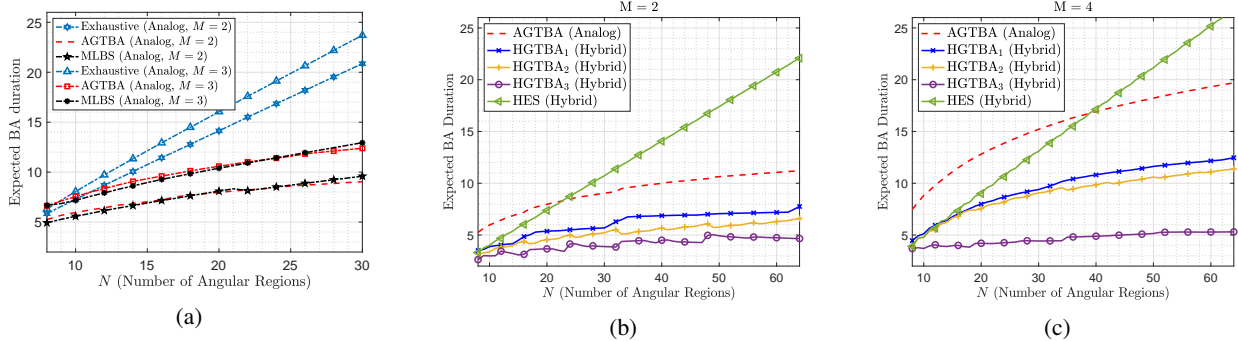 Expected BA duration
25
20
15
10
5
Exhaustive (Analog, M = 2)
AGTBA (Analog, M = 2)
MLBS (Analog, M = 2)
Exhaustive (Analog, M = 3)
AGTBA (Analog, M = 3)
MLBS (Analog, M = 3)
10 15 20 25 30
N (Number of Angular Regions)
(a)
M = 2
Expected BA Duration
25
20
15
10
5
AGTBA (Analog)
HGTBA₁ (Hybrid)
HGTBA₂ (Hybrid)
HGTBA₃ (Hybrid)
HES (Hybrid)
10 20 30 40 50 60
N (Number of Angular Regions)
(b)
M = 4
Expected BA Duration
25
20
15
10
5
AGTBA (Analog)
HGTBA₁ (Hybrid)
HGTBA₂ (Hybrid)
HGTBA₃ (Hybrid)
HES (Hybrid)
10 20 30 40 50 60
N (Number of Angular Regions)
(c)